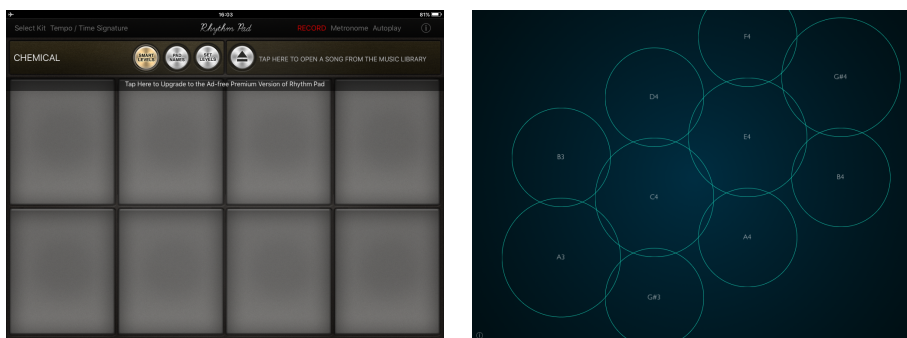 16:03
81%
Select Kit Tempo / Time Signature
Rhythm Pad
RECORD Metronome Autoplay
CHEMICAL
SMART LEVELS
PAD NAMES
SET LEVELS
TAP HERE TO OPEN A SONG FROM THE MUSIC LIBRARY
Tap Here to Upgrade to the Ad-free Premium Version of Rhythm Pad
F4
G#4
D4
E4
B3
B4
C4
A4
A3
G#3